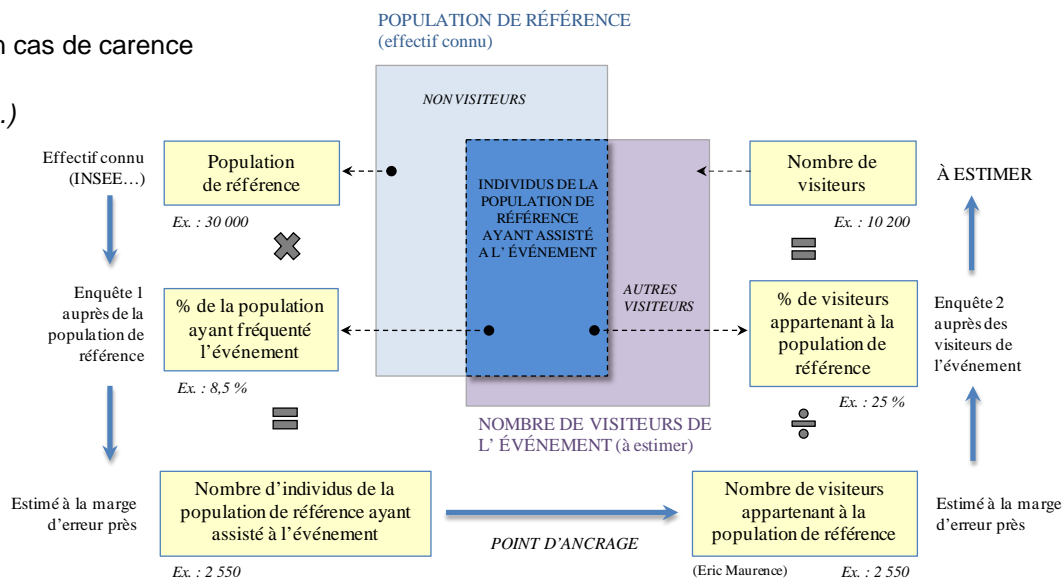 POPULATION DE RÉFÉRENCE
(effectif connu)
n cas de carence
.)
NON VISITEURS
Effectif connu
(INSEE…)
Population
de référence
Ex. : 30 000
INDIVIDUS DE LA
POPULATION DE
RÉFÉRENCE
AYANT ASSISTÉ
A L’ ÉVÉNEMENT
Nombre de
visiteurs
Ex. : 10 200
À ESTIMER
Enquête 1
auprès de la
population de
référence
% de la population
ayant fréquenté
l’événement
Ex. : 8,5 %
AUTRES
VISITEURS
% de visiteurs
appartenant à la
population de
référence
Ex. : 25 %
Enquête 2
auprès des
visiteurs de
l’événement
NOMBRE DE VISITEURS DE
L’ ÉVÉNEMENT (à estimer)
Estimé à la marge
d’erreur près
Nombre d’individus de la
population de référence ayant
assisté à l’événement
Ex. : 2 550
POINT D’ANCRAGE
Nombre de visiteurs
appartenant à la
population de référence
(Eric Maurence)
Ex. : 2 550
Estimé à la marge
d’erreur près